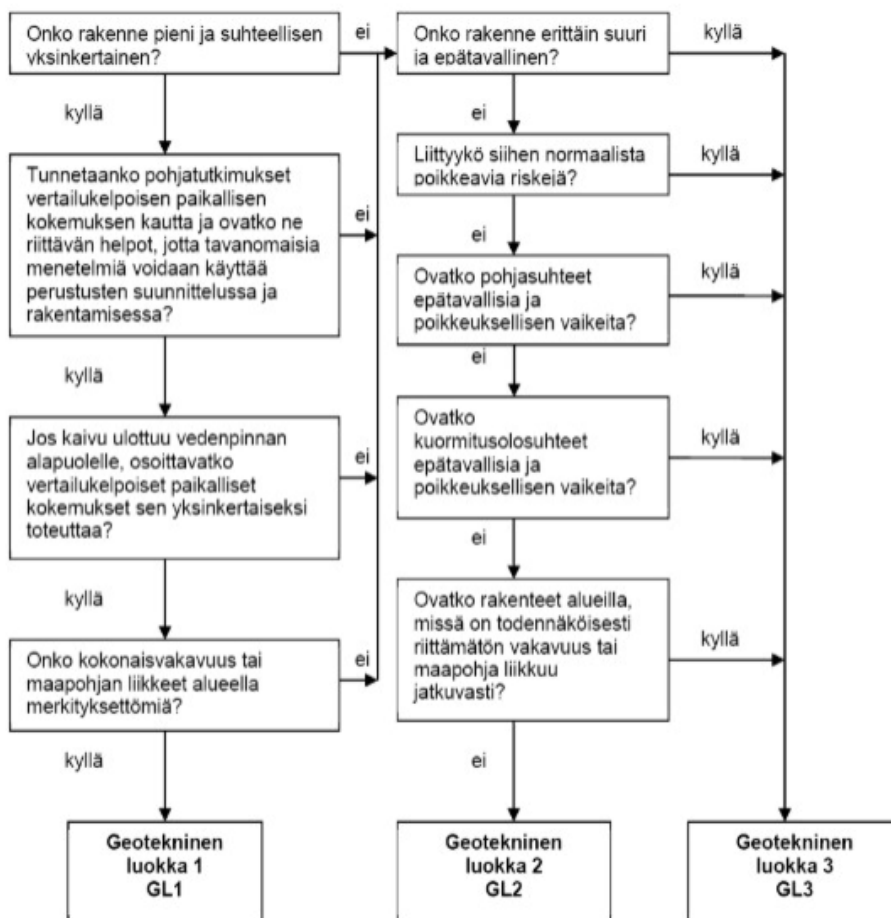 Onko rakenne pieni ja suhteellisen
yksinkertainen?
ei
Onko rakenne erittäin suuri
ja epätavallinen?
kyllä
kyllä
ei
Tunnetaanko pohjatutkimukset
vertailukelpoisen paikallisen
kokemuksen kautta ja ovatko ne
riittävän helpot, jotta tavanomaisia
menetelmiä voidaan käyttää
perustusten suunnittelussa ja
rakentamisessa?
ei
Liittyykö siihen normaalista
poikkeavia riskejä?
kyllä
ei
Ovatko pohjasuhteet
epätavallisia ja
poikkeuksellisen vaikeita?
kyllä
kyllä
ei
Jos kaivu ulottuu vedenpinnan
alapuolelle, osoittavatko
vertailukelpoiset paikalliset
kokemukset sen yksinkertaiseksi
toteuttaa?
ei
Ovatko
kuormitusolosuhteet
epätavallisia ja
poikkeuksellisen vaikeita?
kyllä
kyllä
ei
Onko kokonaisvakavuus tai
maapohjan liikkeet alueella
merkityksettömiä?
ei
Ovatko rakenteet alueilla,
missä on todennäköisesti
riittämätön vakavuus tai
maapohja liikkuu
jatkuvasti?
kyllä
kyllä
ei
Geotekninen
luokka 1
GL1
Geotekninen
luokka 2
GL2
Geotekninen
luokka 3
GL3